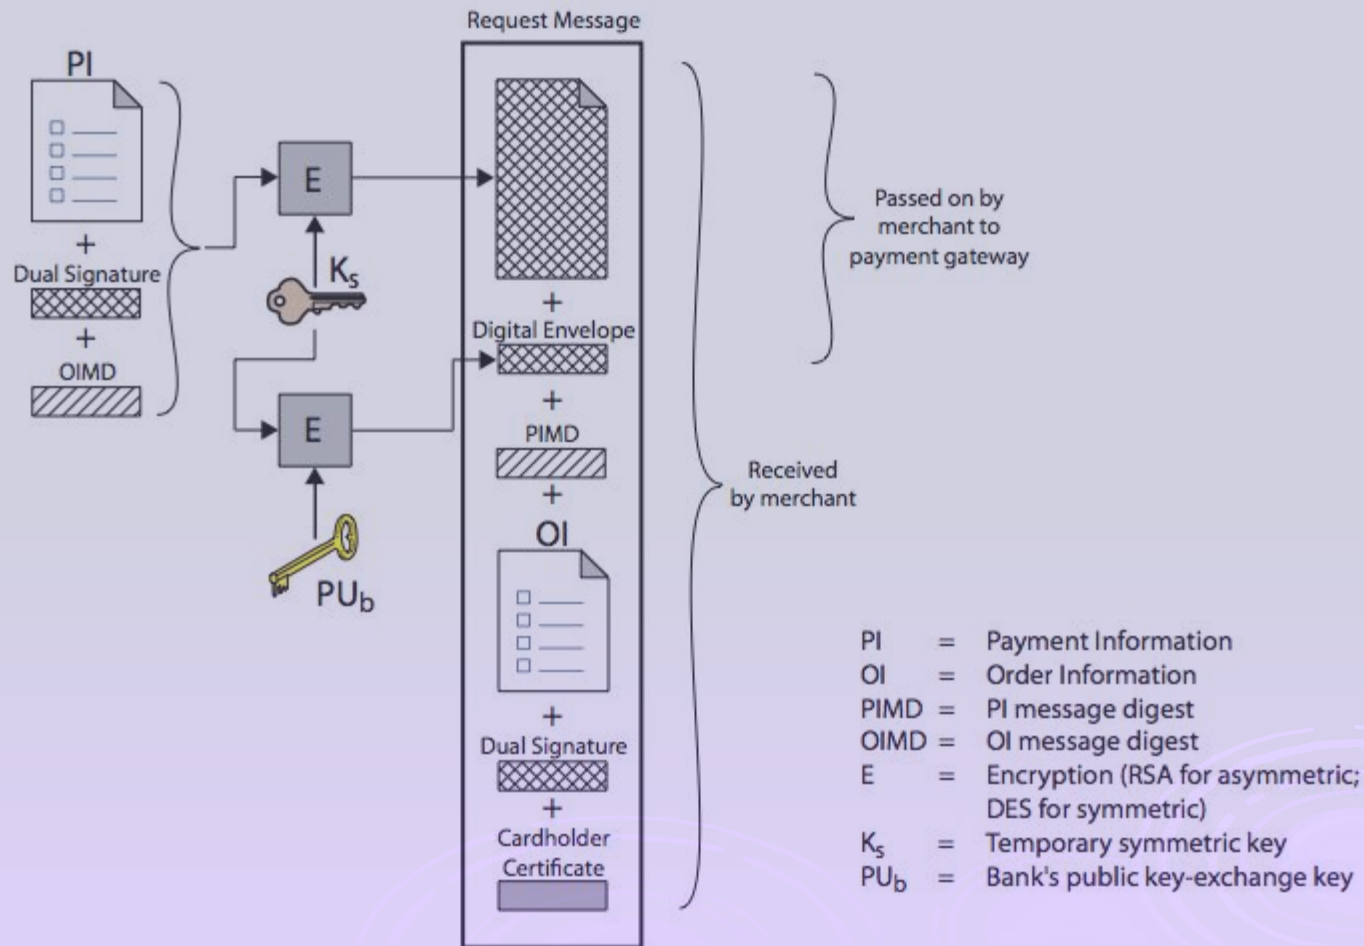 Request Message
PI
+
Dual Signature
+
OIMD
E
Ks
E
PUb
+
Digital Envelope
+
PIMD
+
OI
+
Dual Signature
+
Cardholder
Certificate
Passed on by
merchant to
payment gateway
Received
by merchant
PI = Payment Information
OI = Order Information
PIMD = PI message digest
OIMD = OI message digest
E = Encryption (RSA for asymmetric;
DES for symmetric)
Ks = Temporary symmetric key
PUb = Bank's public key-exchange key